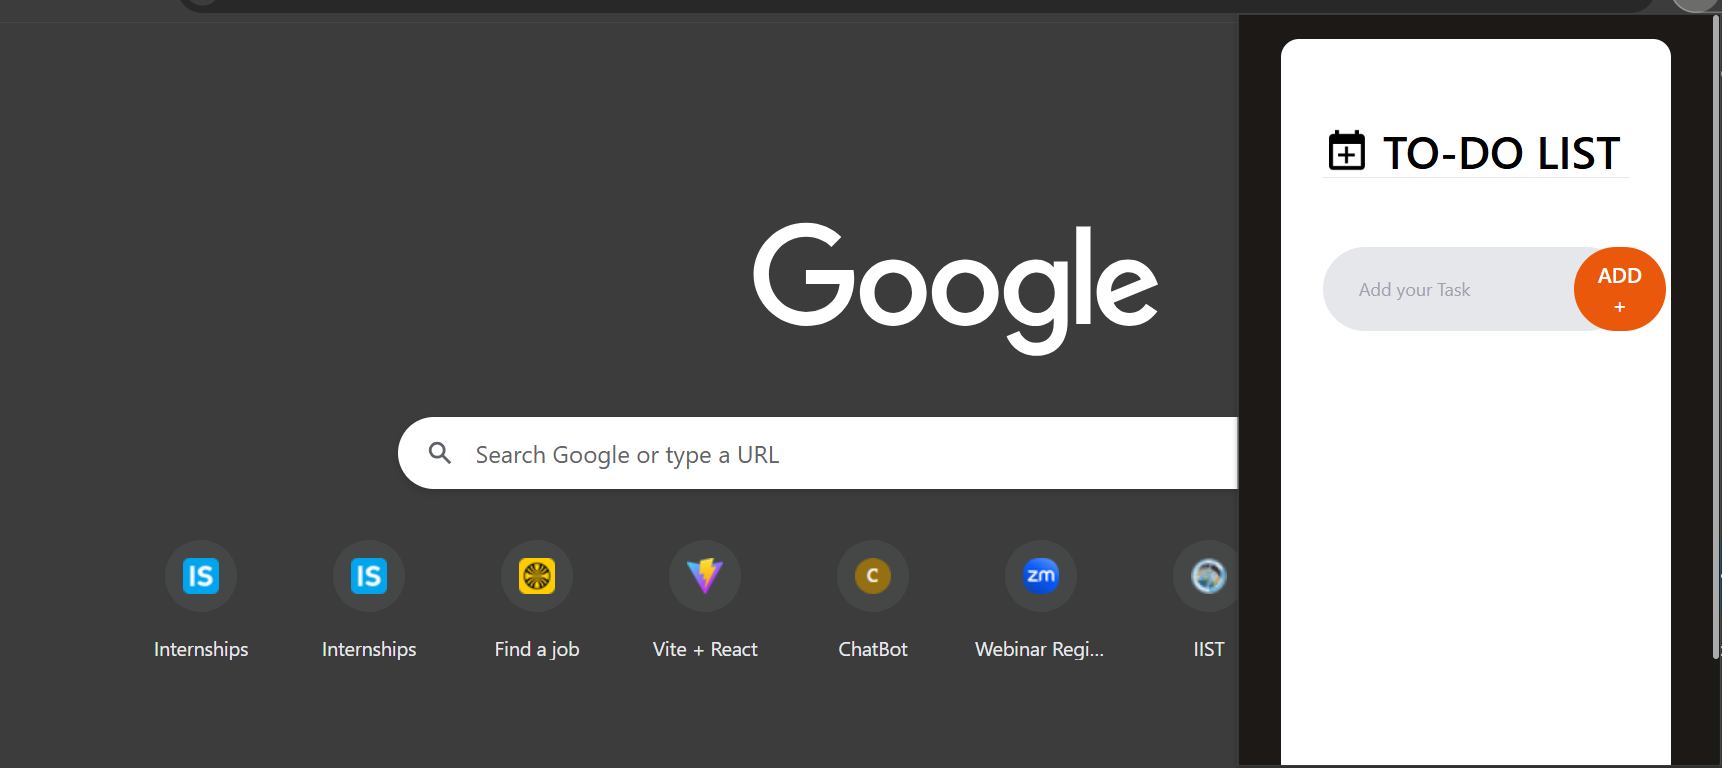 Google
Search Google or type a URL
IS
Internships
IS
Internships
Find a job
Vite + React
C
ChatBot
zm
Webinar Regi...
IIST
TO-DO LIST
Add your Task
ADD
+